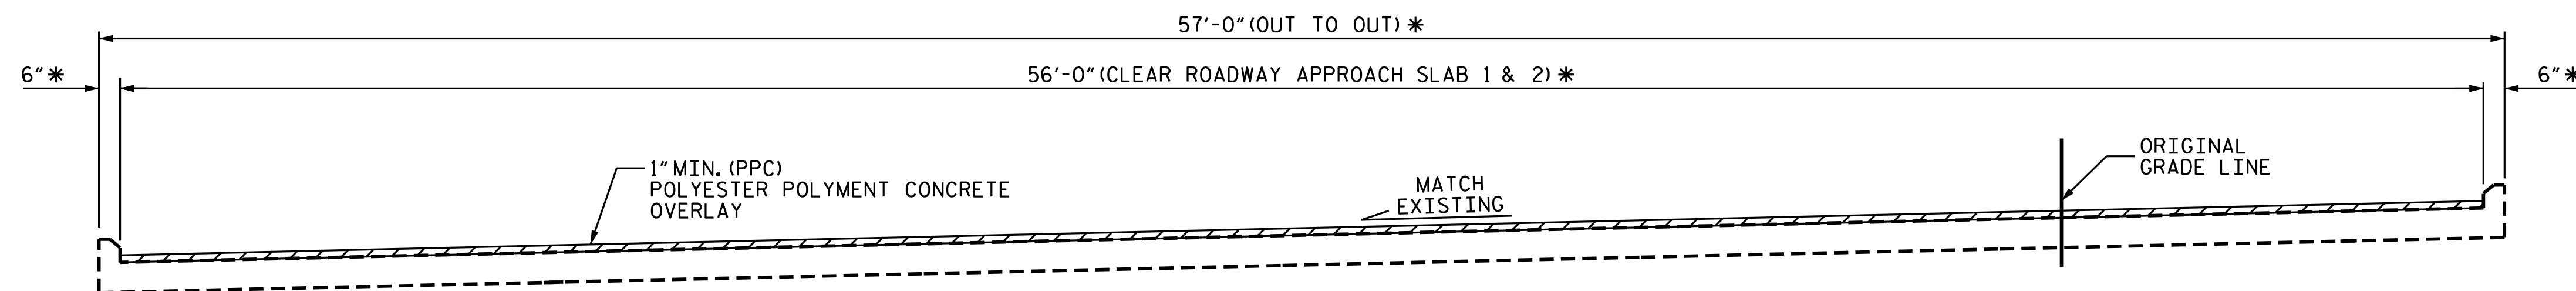 57'-0"(OUT TO OUT)*
6"*
56'-0"(CLEAR ROADWAY APPROACH SLAB 1 & 2)*
6"*
ORIGINAL
GRADE LINE
1"MIN.(PPC)
POLYESTER POLYMENT CONCRETE
OVERLAY
MATCH
EXISTING